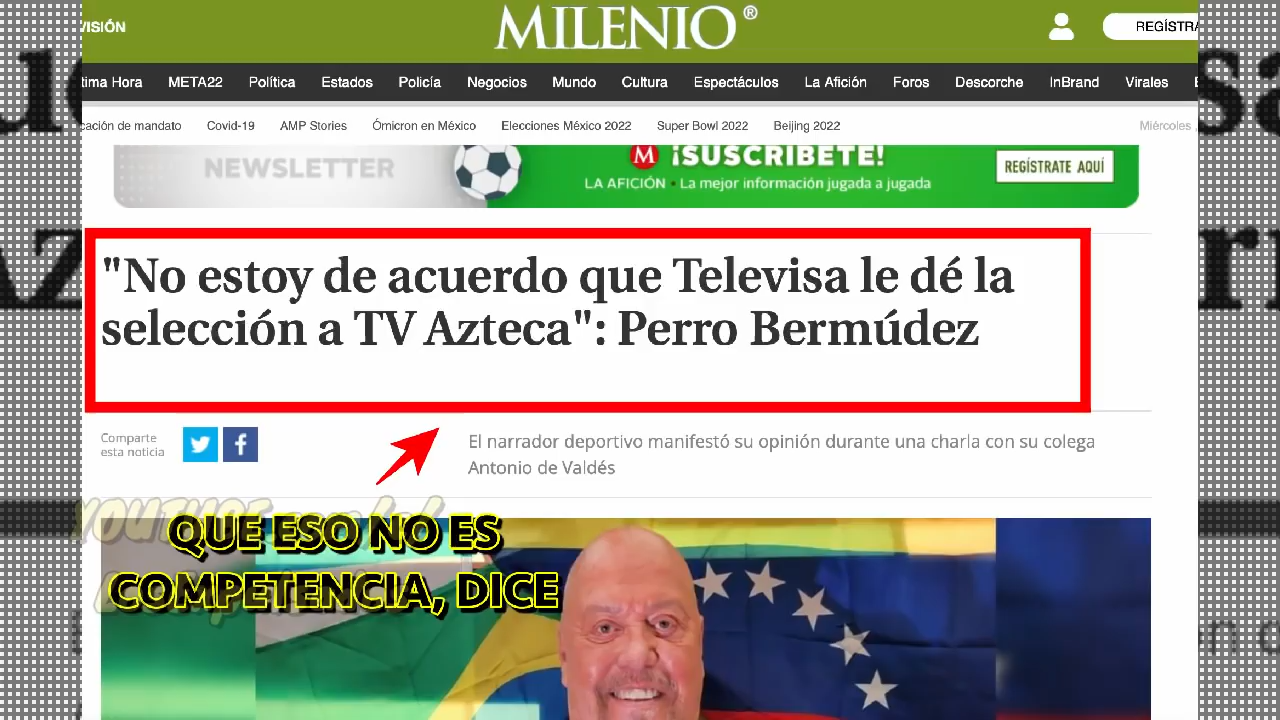 VISIÓN
MILENIO®
REGÍSTRA
tima Hora META22 Política Estados Policía Negocios Mundo Cultura Espectáculos La Afición Foros Descorche InBrand Virales
cación de mandato Covid-19 AMP Stories Ómicron en México Elecciones México 2022 Super Bowl 2022 Beijing 2022 Miércoles ,
NEWSLETTER
M ¡SUSCRÍBETE!
LA AFICIÓN • La mejor información jugada a jugada
REGÍSTRATE AQUÍ
"No estoy de acuerdo que Televisa le dé la
selección a TV Azteca": Perro Bermúdez
Comparte
esta noticia
El narrador deportivo manifestó su opinión durante una charla con su colega
Antonio de Valdés
YOUTUBE
QUE ESO NO ES
COMPETENCIA, DICE